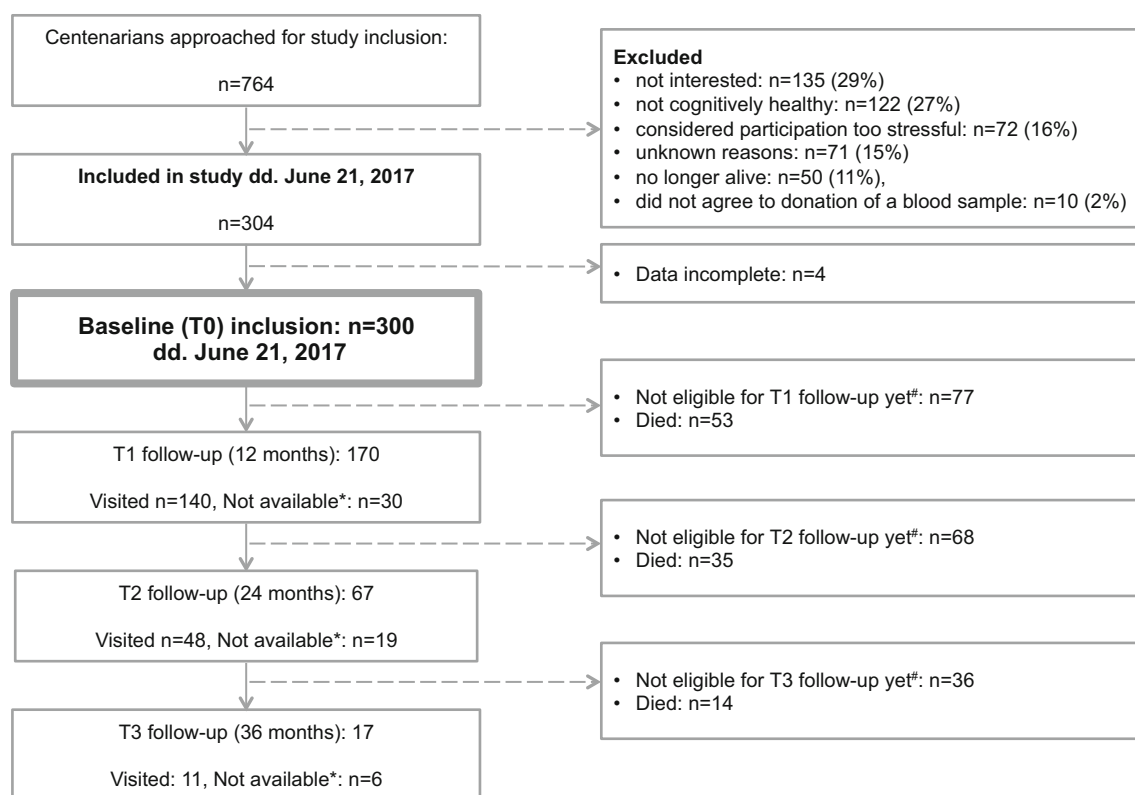 Centenarians approached for study inclusion:
n=764
Excluded
• not interested: n=135 (29%)
• not cognitively healthy: n=122 (27%)
• considered participation too stressful: n=72 (16%)
• unknown reasons: n=71 (15%)
• no longer alive: n=50 (11%),
• did not agree to donation of a blood sample: n=10 (2%)
Included in study dd. June 21, 2017
n=304
• Data incomplete: n=4
Baseline (T0) inclusion: n=300
dd. June 21, 2017
• Not eligible for T1 follow-up yet#: n=77
• Died: n=53
T1 follow-up (12 months): 170
Visited n=140, Not available*: n=30
• Not eligible for T2 follow-up yet#: n=68
• Died: n=35
T2 follow-up (24 months): 67
Visited n=48, Not available*: n=19
• Not eligible for T3 follow-up yet#: n=36
• Died: n=14
T3 follow-up (36 months): 17
Visited: 11, Not available*: n=6